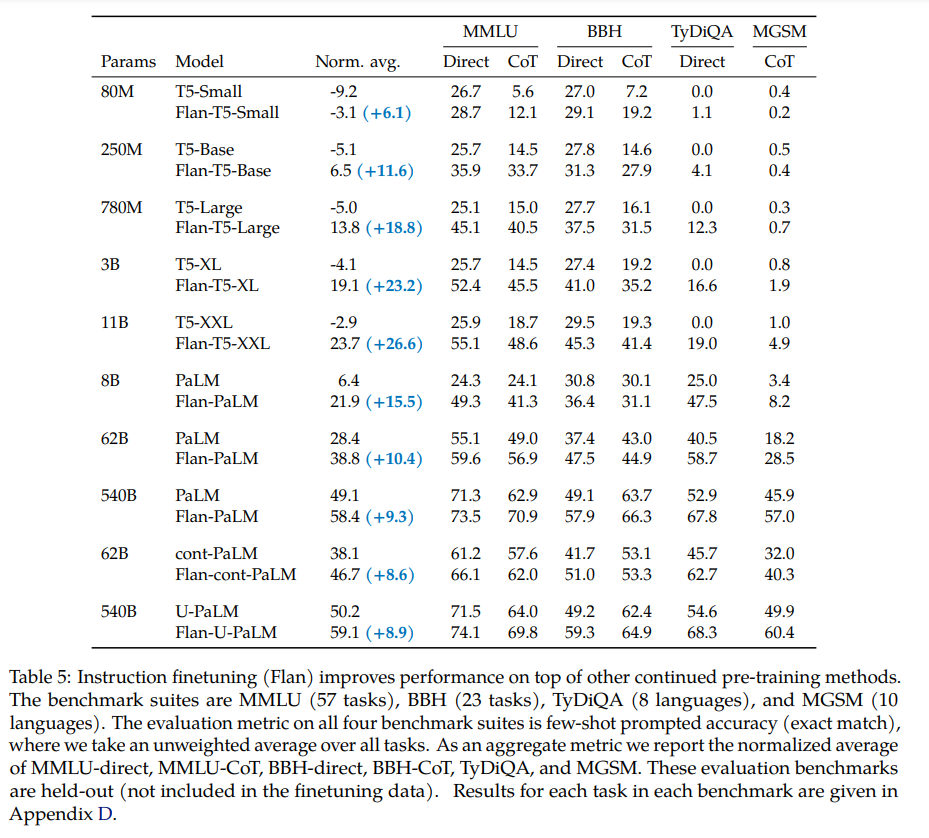 MMLU BBH TyDiQA MGSM
Params Model Norm. avg. Direct CoT Direct CoT Direct CoT
80M T5-Small -9.2 26.7 5.6 27.0 7.2 0.0 0.4
Flan-T5-Small -3.1 (+6.1) 28.7 12.1 29.1 19.2 1.1 0.2
250M T5-Base -5.1 25.7 14.5 27.8 14.6 0.0 0.5
Flan-T5-Base 6.5 (+11.6) 35.9 33.7 31.3 27.9 4.1 0.4
780M T5-Large -5.0 25.1 15.0 27.7 16.1 0.0 0.3
Flan-T5-Large 13.8 (+18.8) 45.1 40.5 37.5 31.5 12.3 0.7
3B T5-XL -4.1 25.7 14.5 27.4 19.2 0.0 0.8
Flan-T5-XL 19.1 (+23.2) 52.4 45.5 41.0 35.2 16.6 1.9
11B T5-XXL -2.9 25.9 18.7 29.5 19.3 0.0 1.0
Flan-T5-XXL 23.7 (+26.6) 55.1 48.6 45.3 41.4 19.0 4.9
8B PaLM 6.4 24.3 24.1 30.8 30.1 25.0 3.4
Flan-PaLM 21.9 (+15.5) 49.3 41.3 36.4 31.1 47.5 8.2
62B PaLM 28.4 55.1 49.0 37.4 43.0 40.5 18.2
Flan-PaLM 38.8 (+10.4) 59.6 56.9 47.5 44.9 58.7 28.5
540B PaLM 49.1 71.3 62.9 49.1 63.7 52.9 45.9
Flan-PaLM 58.4 (+9.3) 73.5 70.9 57.9 66.3 67.8 57.0
62B cont-PaLM 38.1 61.2 57.6 41.7 53.1 45.7 32.0
Flan-cont-PaLM 46.7 (+8.6) 66.1 62.0 51.0 53.3 62.7 40.3
540B U-PaLM 50.2 71.5 64.0 49.2 62.4 54.6 49.9
Flan-U-PaLM 59.1 (+8.9) 74.1 69.8 59.3 64.9 68.3 60.4
Table 5: Instruction finetuning (Flan) improves performance on top of other continued pre-training methods.
The benchmark suites are MMLU (57 tasks), BBH (23 tasks), TyDiQA (8 languages), and MGSM (10
languages). The evaluation metric on all four benchmark suites is few-shot prompted accuracy (exact match),
where we take an unweighted average over all tasks. As an aggregate metric we report the normalized average
of MMLU-direct, MMLU-CoT, BBH-direct, BBH-CoT, TyDiQA, and MGSM. These evaluation benchmarks
are held-out (not included in the finetuning data). Results for each task in each benchmark are given in
Appendix D.